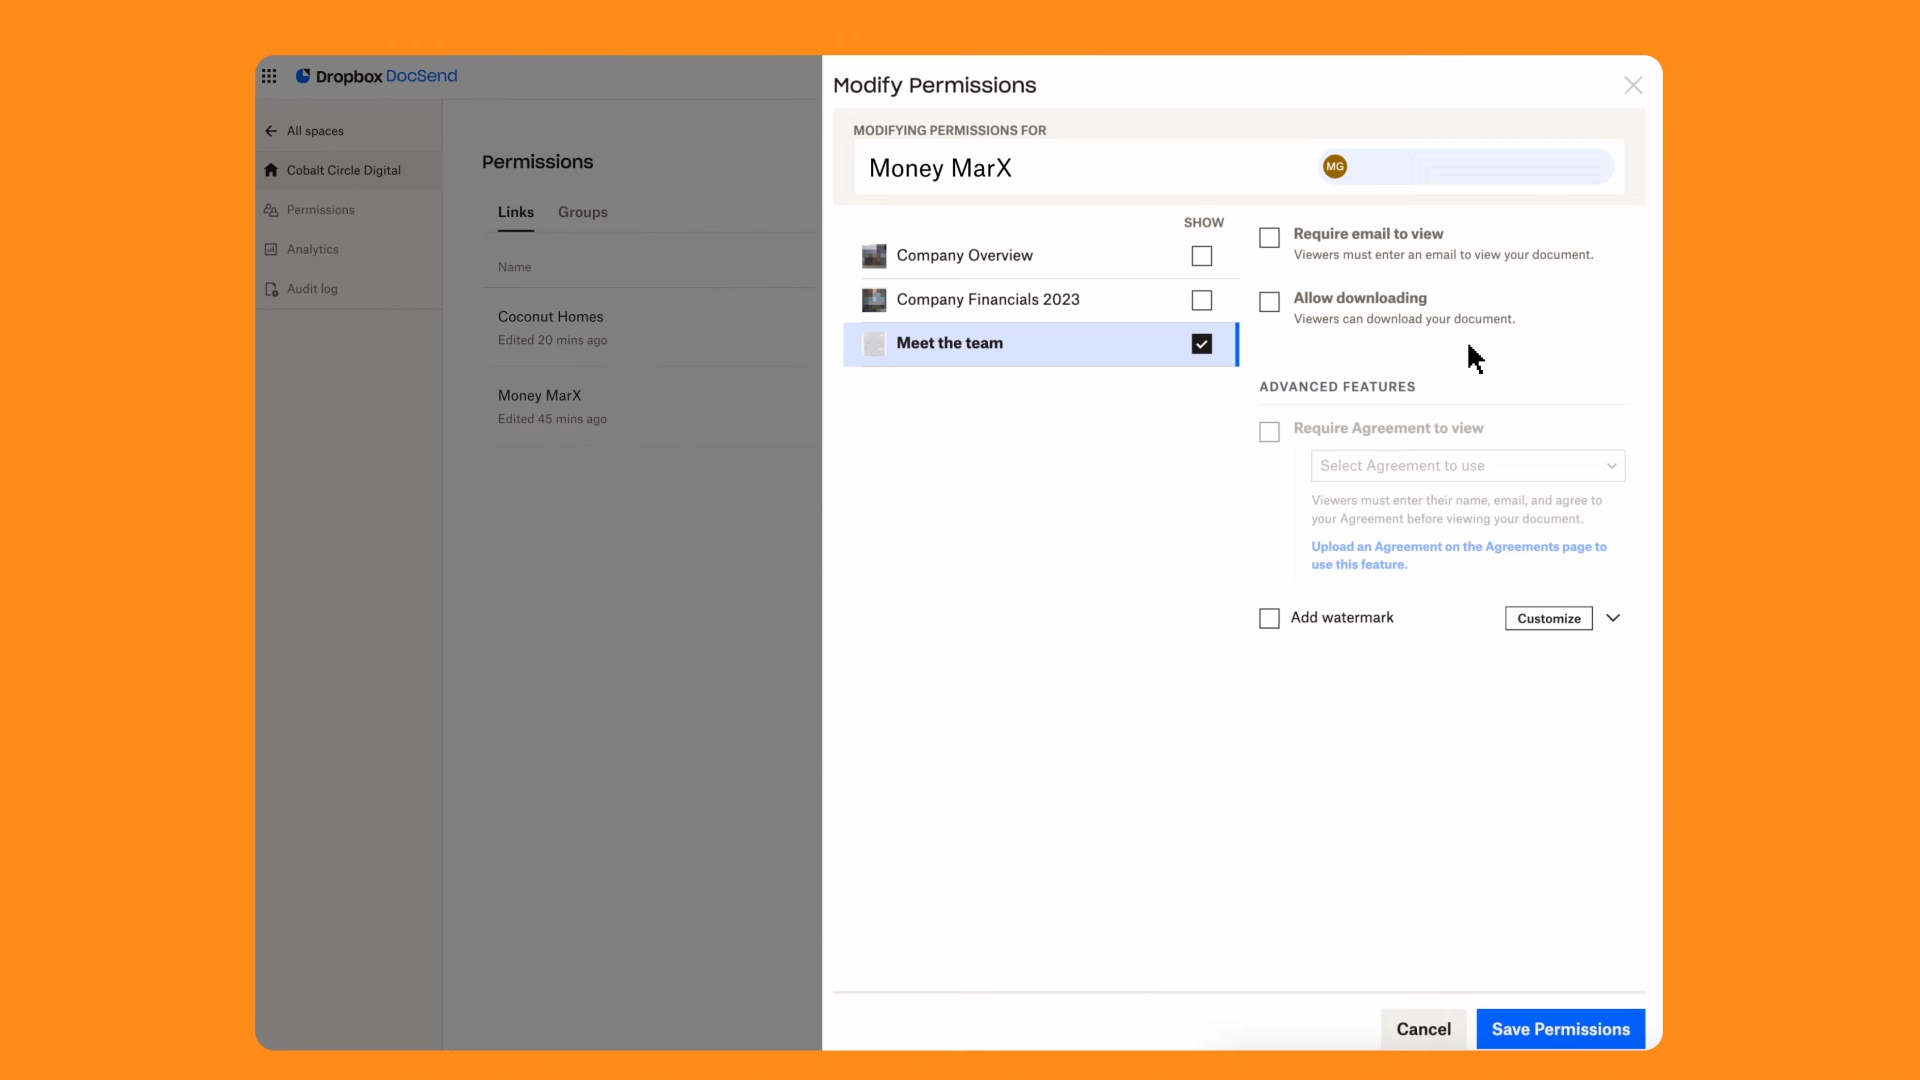 Dropbox DocSend
All spaces
Cobalt Circle Digital
Permissions
Analytics
Audit log
Permissions
Links Groups
Name
Coconut Homes
Edited 20 mins ago
Money MarX
Edited 45 mins ago
Modify Permissions
MODIFYING PERMISSIONS FOR
Money MarX
MG
SHOW
Company Overview
Company Financials 2023
Meet the team
Require email to view
Viewers must enter an email to view your document.
Allow downloading
Viewers can download your document.
ADVANCED FEATURES
Require Agreement to view
Select Agreement to use
Viewers must enter their name, email, and agree to
your Agreement before viewing your document.
Upload an Agreement on the Agreements page to
use this feature.
Add watermark
Customize
Cancel
Save Permissions